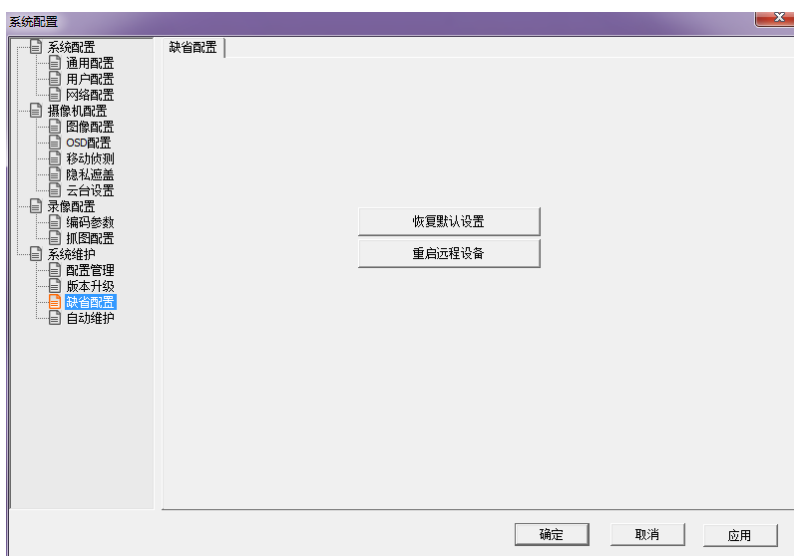 系统配置
系统配置
通用配置
用户配置
网络配置
摄像机配置
图像配置
OSD配置
移动侦测
隐私遮盖
云台设置
录像配置
编码参数
抓图配置
系统维护
配置管理
版本升级
缺省配置
自动维护
缺省配置
恢复默认设置
重启远程设备
确定 取消 应用